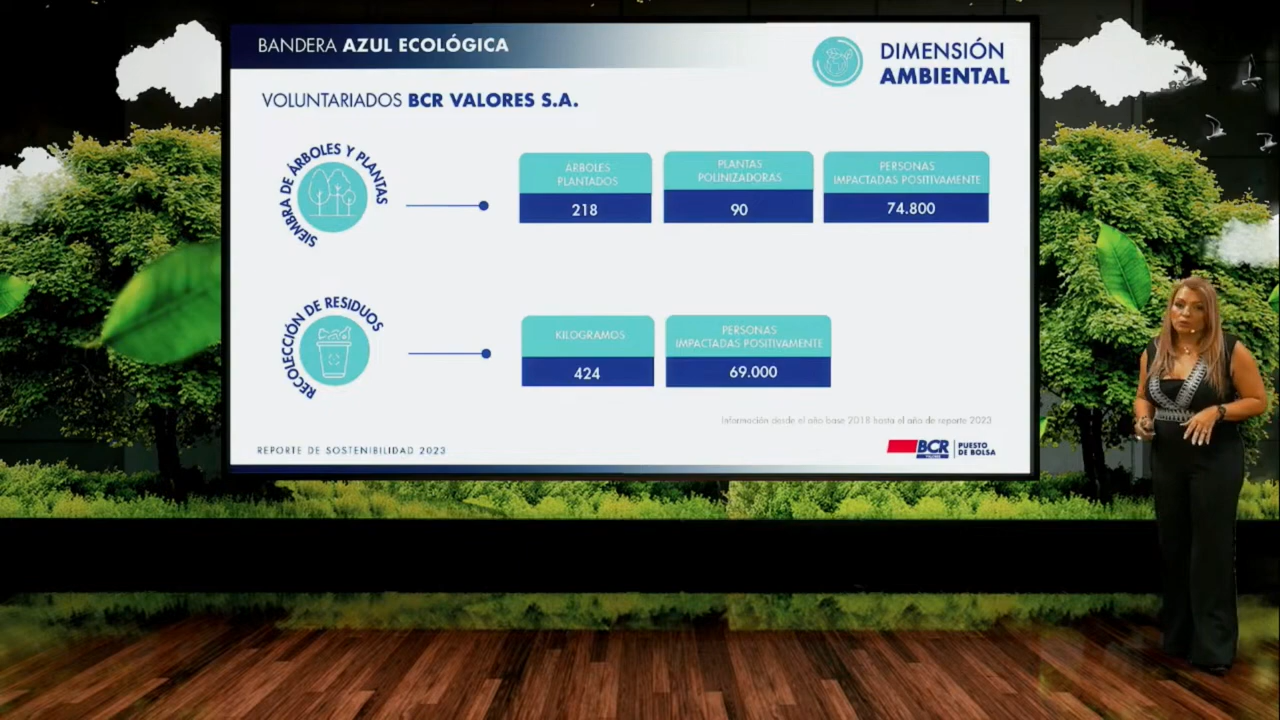 BANDERA AZUL ECOLÓGICA
DIMENSIÓN
AMBIENTAL
VOLUNTARIADOS BCR VALORES S.A.
SIEMBRA DE ÁRBOLES Y PLANTAS
ÁRBOLES
PLANTADOS
218
PLANTAS
POLINIZADORAS
90
PERSONAS
IMPACTADAS POSITIVAMENTE
74.800
RECOLECCIÓN DE RESIDUOS
KILOGRAMOS
424
PERSONAS
IMPACTADAS POSITIVAMENTE
69.000
Información desde el año base 2018 hasta el año de reporte 2023
REPORTE DE SOSTENIBILIDAD 2023
BCR
VALORES
PUESTO
DE BOLSA